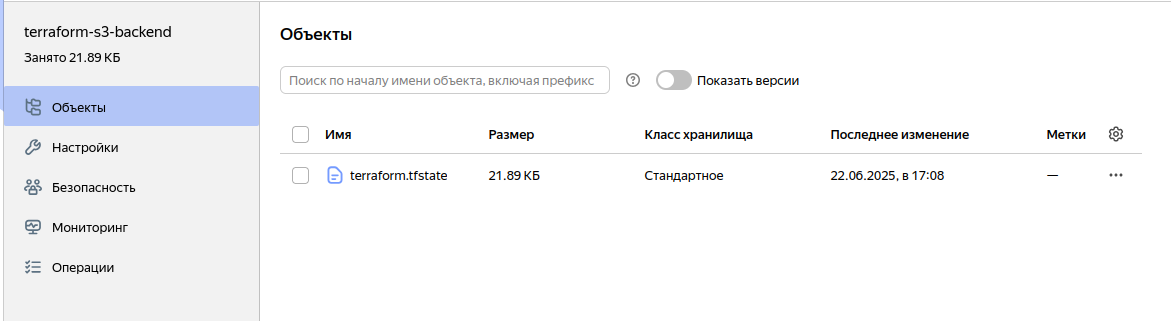 terraform-s3-backend
Занято 21.89 КБ
Объекты
Настройки
Безопасность
Мониторинг
Операции
Объекты
Поиск по началу имени объекта, включая префикс
Показать версии
Имя Размер Класс хранилища Последнее изменение Метки
terraform.tfstate 21.89 КБ Стандартное 22.06.2025, в 17:08 —